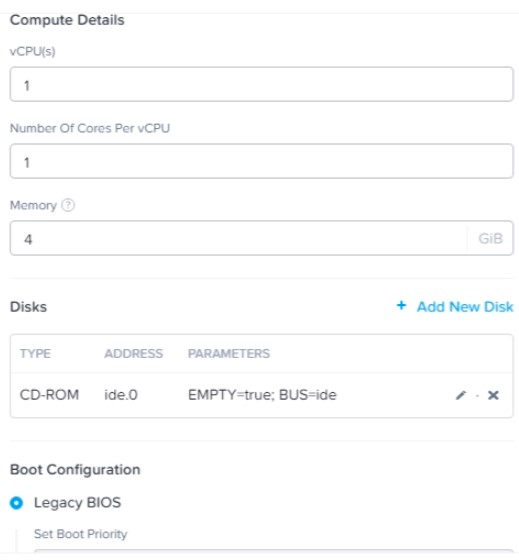 Compute Details
vCPU(s)
1
Number Of Cores Per vCPU
1
Memory ?
4 GiB
Disks + Add New Disk
TYPE ADDRESS PARAMETERS
CD-ROM ide.0 EMPTY=true; BUS=ide
Boot Configuration
Legacy BIOS
Set Boot Priority